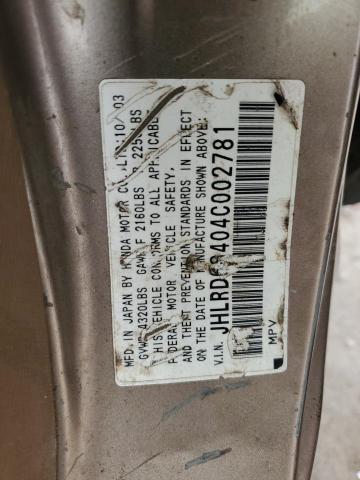 MFD. IN JAPAN BY HONDA MOTOR CO.,LTD.:10/03
GVWR 4320LBS GAWR F 2160LBS R 2250LBS
THIS VEHICLE CONFORMS TO ALL APPLICABLE
FEDERAL MOTOR VEHICLE SAFETY,
AND THEFT PREVENTION STANDARDS IN EFFECT
ON THE DATE OF MANUFACTURE SHOWN ABOVE:
V.I.N. JHLRD68404C002781
MPV